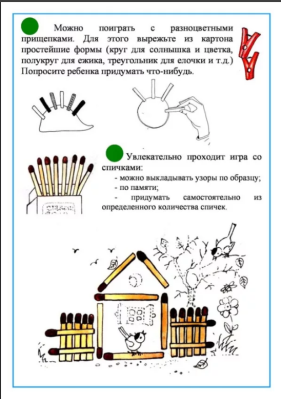 Можно поиграть с разноцветными
прищепками. Для этого вырежьте из картона
простейшие формы (круг для солнышка и цветка,
полукруг для ежика, треугольник для елочки и т.д.)
Попросите ребенка придумать что-нибудь.
Увлекательно проходит игра со
спичками:
- можно выкладывать узоры по образцу;
- по памяти;
- придумать самостоятельно из
определенного количества спичек.